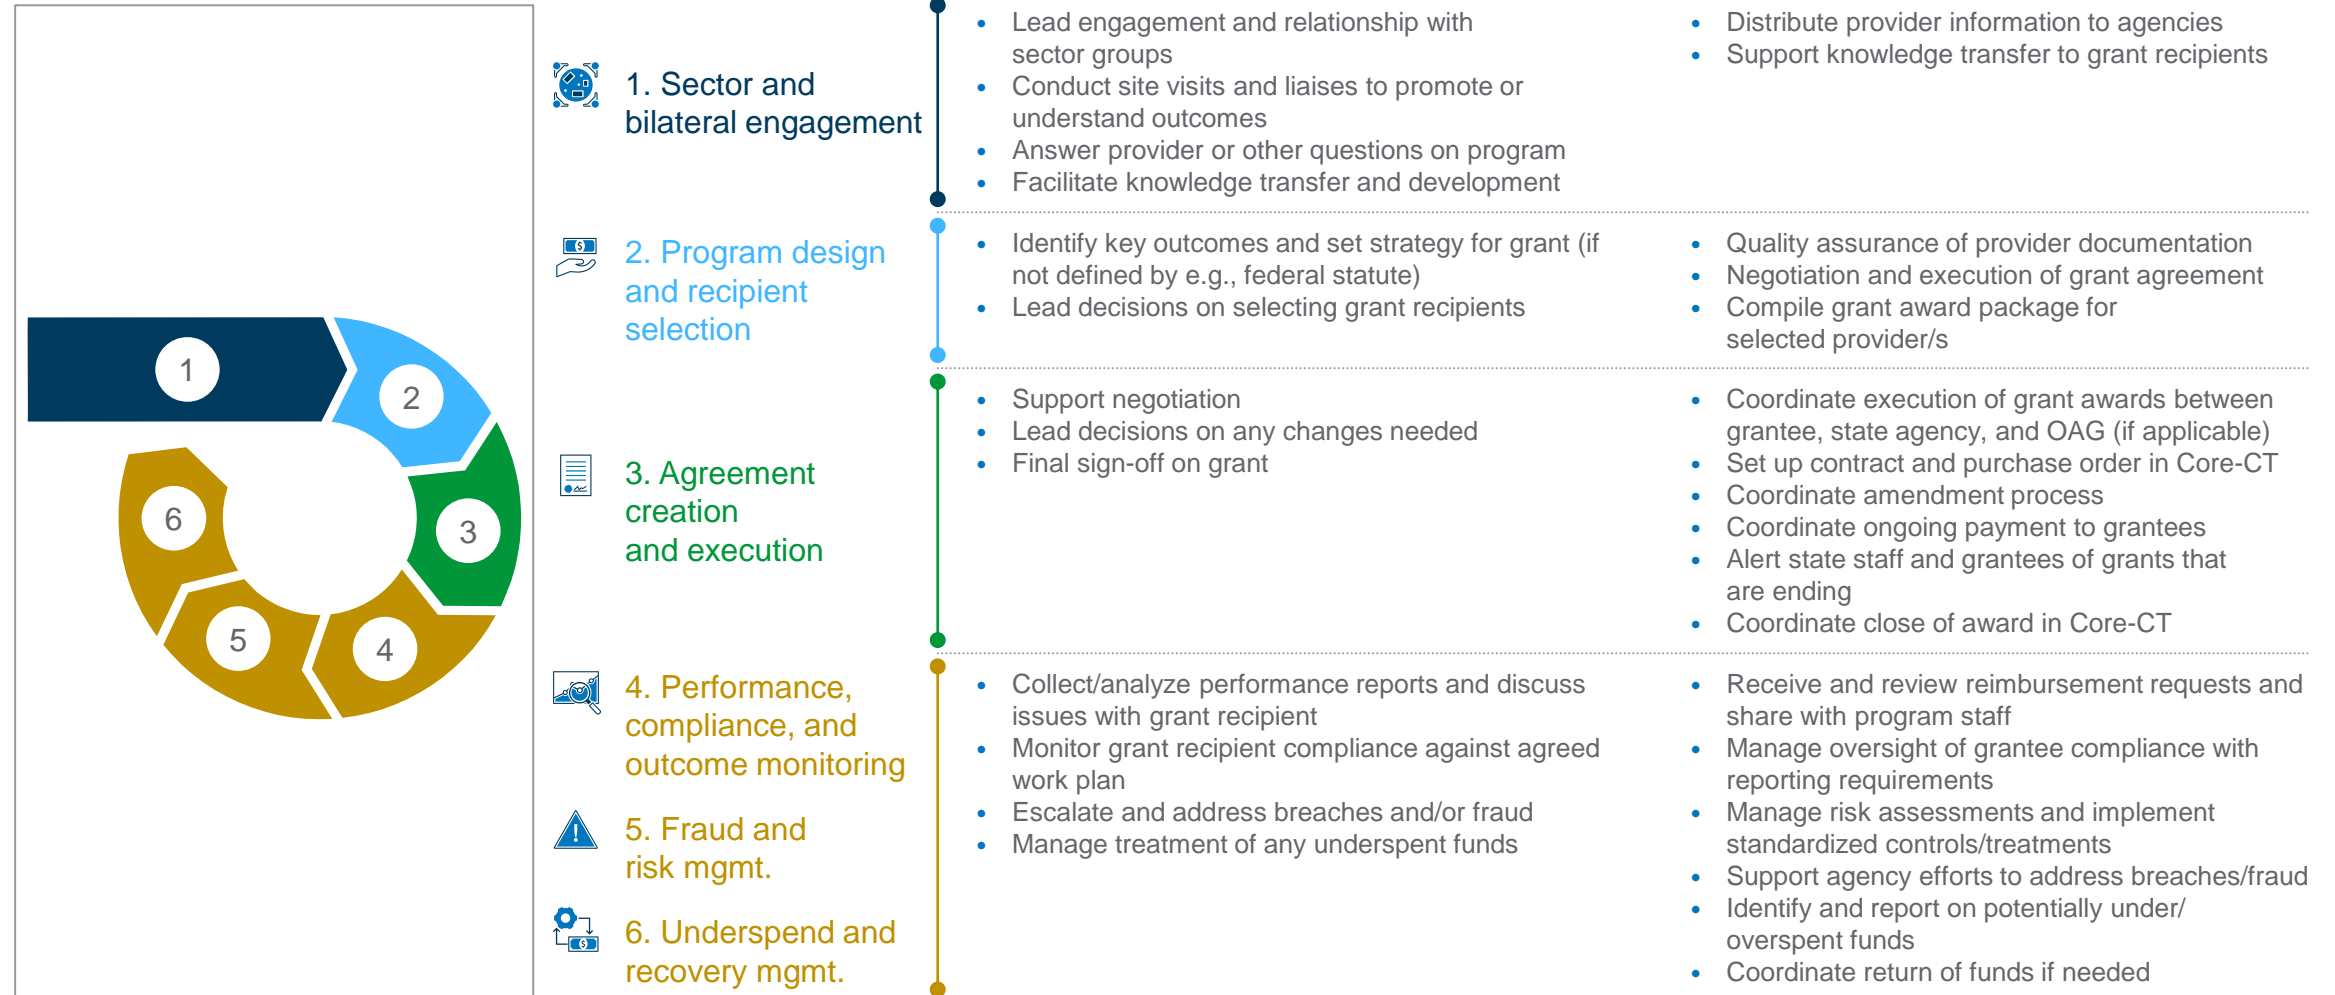 1
2
3
4
5
6
1. Sector and
bilateral engagement
• Lead engagement and relationship with
sector groups
• Conduct site visits and liaises to promote or
understand outcomes
• Answer provider or other questions on program
• Facilitate knowledge transfer and development
• Distribute provider information to agencies
• Support knowledge transfer to grant recipients
2. Program design
and recipient
selection
• Identify key outcomes and set strategy for grant (if
not defined by e.g., federal statute)
• Lead decisions on selecting grant recipients
• Quality assurance of provider documentation
• Negotiation and execution of grant agreement
• Compile grant award package for
selected provider/s
3. Agreement
creation
and execution
• Support negotiation
• Lead decisions on any changes needed
• Final sign-off on grant
• Coordinate execution of grant awards between
grantee, state agency, and OAG (if applicable)
• Set up contract and purchase order in Core-CT
• Coordinate amendment process
• Coordinate ongoing payment to grantees
• Alert state staff and grantees of grants that
are ending
• Coordinate close of award in Core-CT
4. Performance,
compliance, and
outcome monitoring
5. Fraud and
risk mgmt.
6. Underspend and
recovery mgmt.
• Collect/analyze performance reports and discuss
issues with grant recipient
• Monitor grant recipient compliance against agreed
work plan
• Escalate and address breaches and/or fraud
• Manage treatment of any underspent funds
• Receive and review reimbursement requests and
share with program staff
• Manage oversight of grantee compliance with
reporting requirements
• Manage risk assessments and implement
standardized controls/treatments
• Support agency efforts to address breaches/fraud
• Identify and report on potentially under/
overspent funds
• Coordinate return of funds if needed